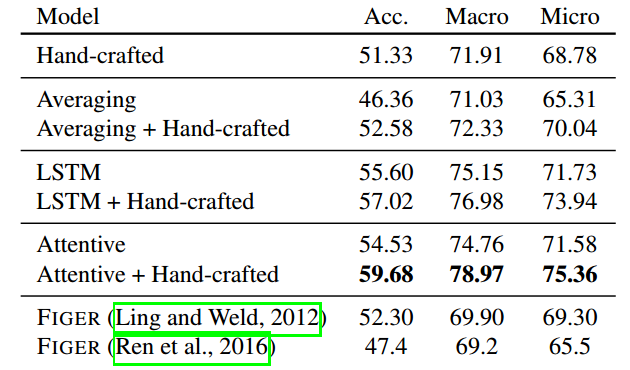 Model Acc. Macro Micro
Hand-crafted 51.33 71.91 68.78
Averaging 46.36 71.03 65.31
Averaging + Hand-crafted 52.58 72.33 70.04
LSTM 55.60 75.15 71.73
LSTM + Hand-crafted 57.02 76.98 73.94
Attentive 54.53 74.76 71.58
Attentive + Hand-crafted 59.68 78.97 75.36
FIGER (Ling and Weld, 2012) 52.30 69.90 69.30
FIGER (Ren et al., 2016) 47.4 69.2 65.5